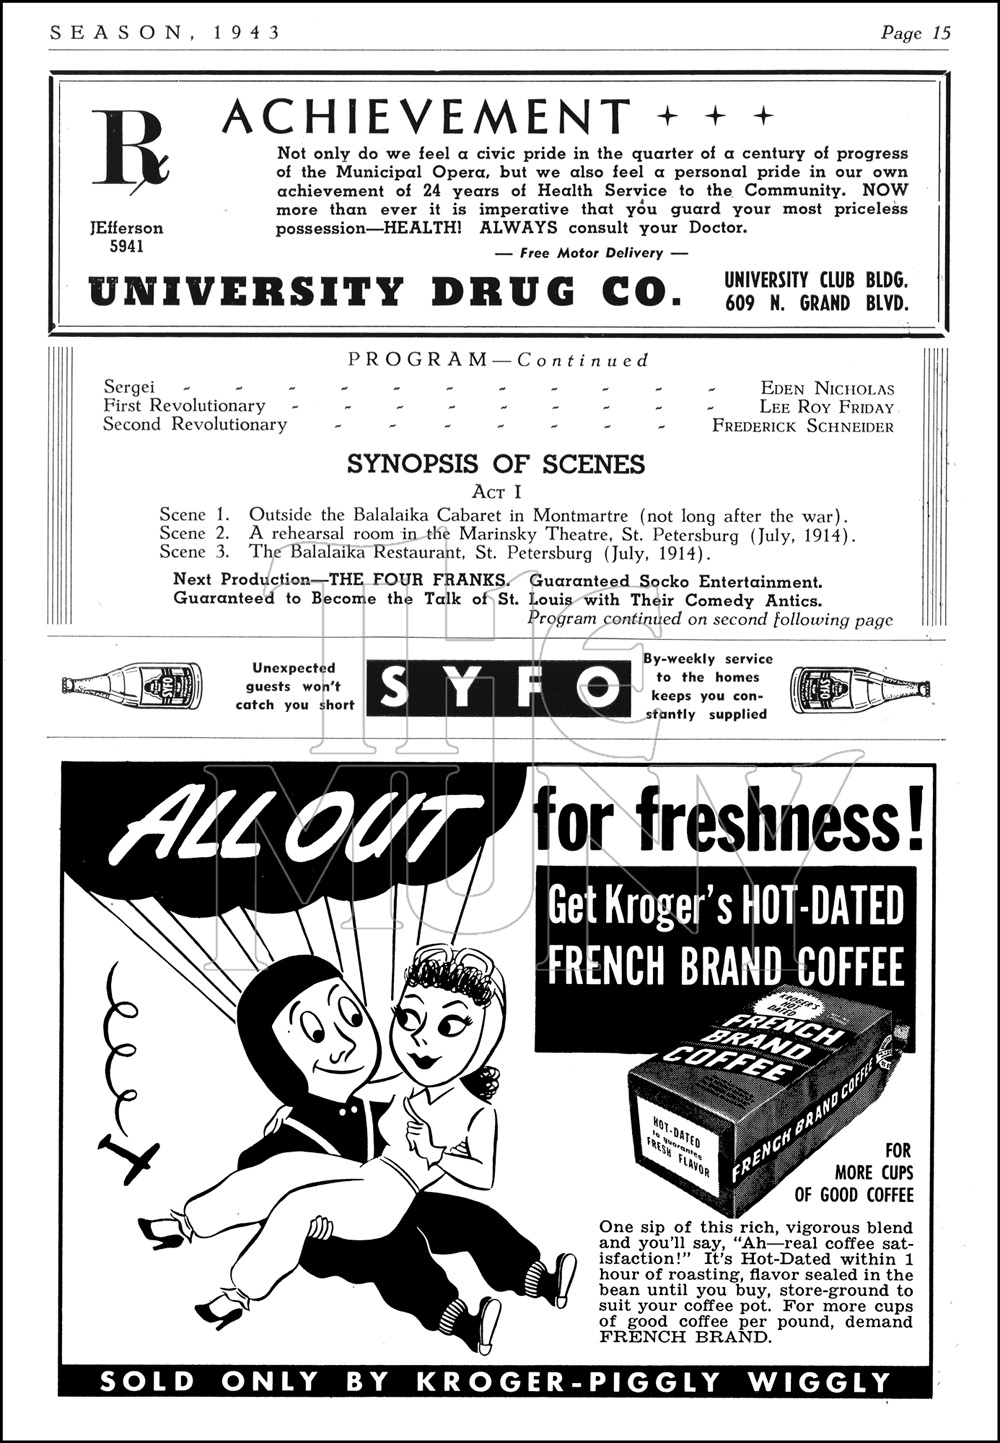 SEASON, 1943 Page 15
Rx
ACHIEVEMENT
Not only do we feel a civic pride in the quarter of a century of progress
of the Municipal Opera, but we also feel a personal pride in our own
achievement of 24 years of Health Service to the Community. NOW
more than ever it is imperative that you guard your most priceless
possession—HEALTH! ALWAYS consult your Doctor.
JEfferson
5941
— Free Motor Delivery —
UNIVERSITY DRUG CO.
UNIVERSITY CLUB BLDG.
609 N. GRAND BLVD.
PROGRAM—Continued
Sergei - - - - - - - - - - - EDEN NICHOLAS
First Revolutionary - - - - - - - - - LEE ROY FRIDAY
Second Revolutionary - - - - - - - FREDERICK SCHNEIDER
SYNOPSIS OF SCENES
ACT I
Scene 1. Outside the Balalaika Cabaret in Montmartre (not long after the war).
Scene 2. A rehearsal room in the Marinsky Theatre, St. Petersburg (July, 1914).
Scene 3. The Balalaika Restaurant, St. Petersburg (July, 1914).
Next Production—THE FOUR FRANKS. Guaranteed Socko Entertainment.
Guaranteed to Become the Talk of St. Louis with Their Comedy Antics.
Program continued on second following page
THE
MUNY
SYFO
Unexpected
guests won't
catch you short
SYFO
By-weekly service
to the homes
keeps you con-
stantly supplied
SYFO
ALL OUT
for freshness!
Get Kroger's HOT-DATED
FRENCH BRAND COFFEE
KROGER'S
HOT
DATED
FRENCH
BRAND
COFFEE
FRENCH BRAND COFFEE
HOT-DATED
to guarantee
FRESH FLAVOR
FOR
MORE CUPS
OF GOOD COFFEE
One sip of this rich, vigorous blend
and you'll say, "Ah—real coffee sat-
isfaction!" It's Hot-Dated within 1
hour of roasting, flavor sealed in the
bean until you buy, store-ground to
suit your coffee pot. For more cups
of good coffee per pound, demand
FRENCH BRAND.
SOLD ONLY BY KROGER-PIGGLY WIGGLY